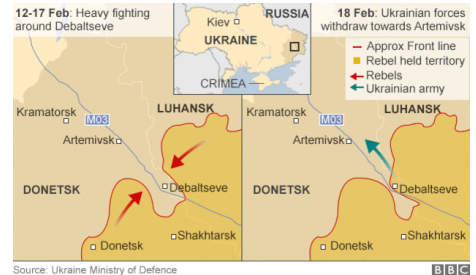 12-17 Feb: Heavy fighting
around Debaltseve
RUSSIA
Kiev
UKRAINE
CRIMEA
18 Feb: Ukrainian forces
withdraw towards Artemivsk
Approx Front line
Rebel held territory
Rebels
Ukrainian army
LUHANSK
Kramatorsk
M03
Artemivsk
DONETSK
Debaltseve
Shakhtarsk
Donetsk
LUHANSK
Kramatorsk
M03
Artemivsk
DONETSK
Debaltseve
Shakhtarsk
Donetsk
Source: Ukraine Ministry of Defence
BBC